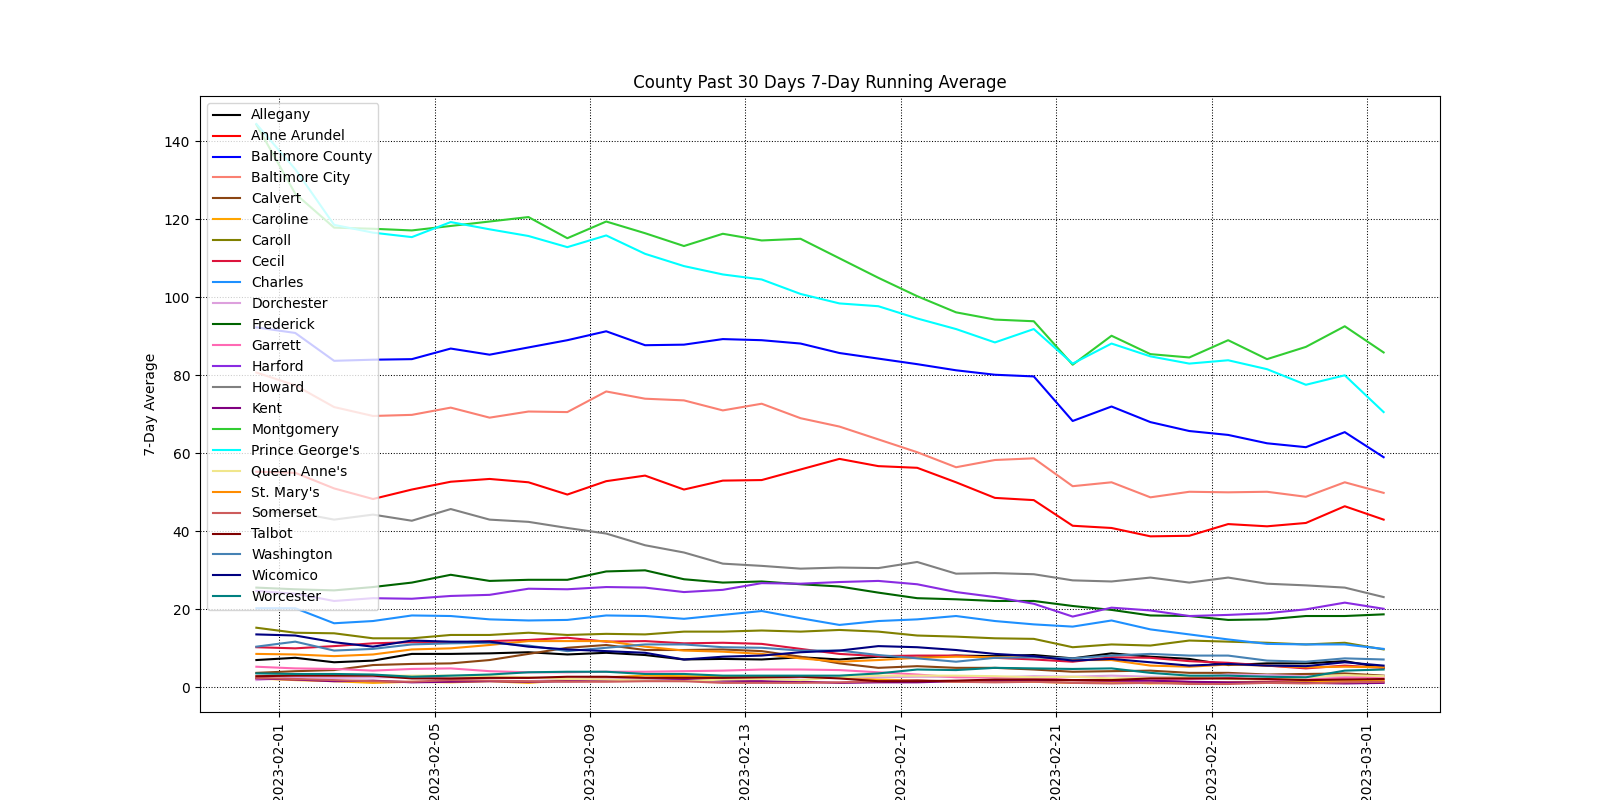 County Past 30 Days 7-Day Running Average
7-Day Average
140
120
100
80
60
40
20
0
Allegany
Anne Arundel
Baltimore County
Baltimore City
Calvert
Caroline
Caroll
Cecil
Charles
Dorchester
Frederick
Garrett
Harford
Howard
Kent
Montgomery
Prince George's
Queen Anne's
St. Mary's
Somerset
Talbot
Washington
Wicomico
Worcester
2023-02-01
2023-02-05
2023-02-09
2023-02-13
2023-02-17
2023-02-21
2023-02-25
2023-03-01